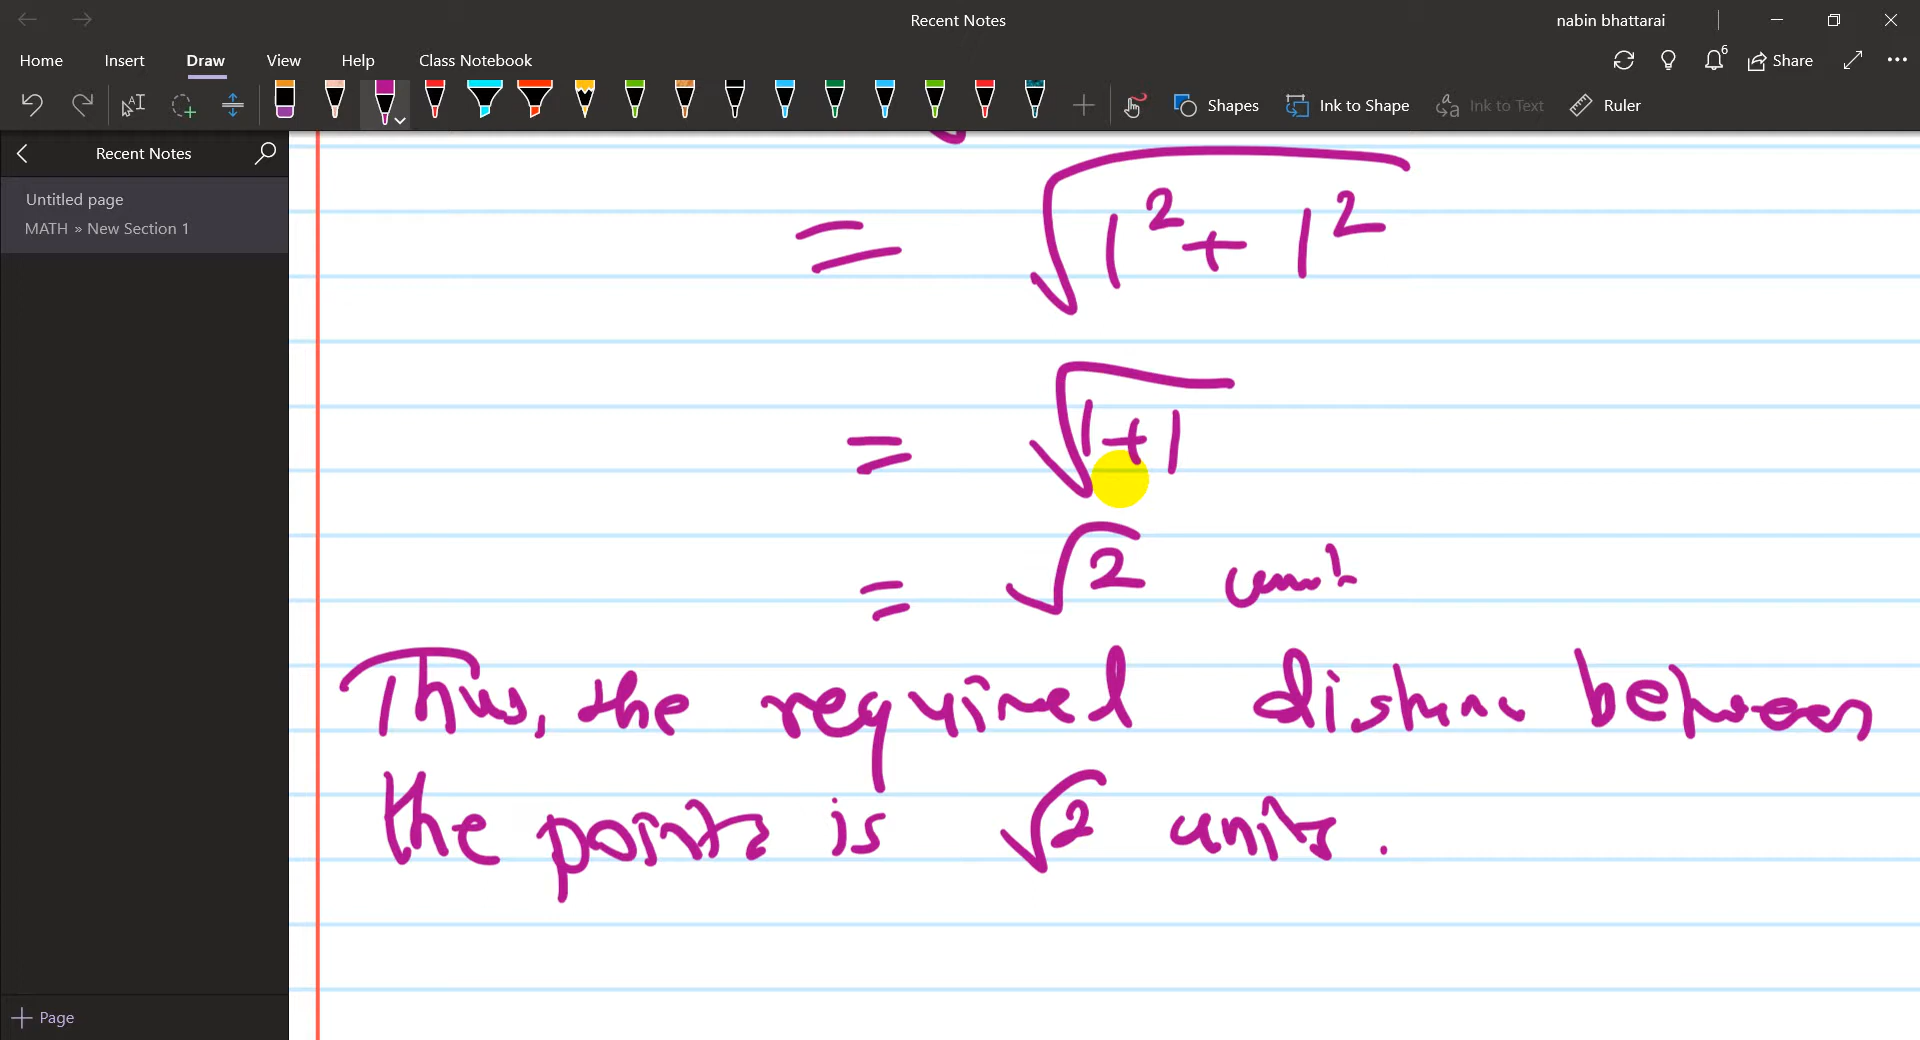 Recent Notes
nabin bhattarai
Home Insert Draw View Help Class Notebook
6
Share
Shapes Ink to Shape Ink to Text Ruler
Recent Notes
Untitled page
MATH » New Section 1
= √1² + 1²
= √1+1
= √2 unit
Thus, the required distanc between
the points is √2 units.
Page